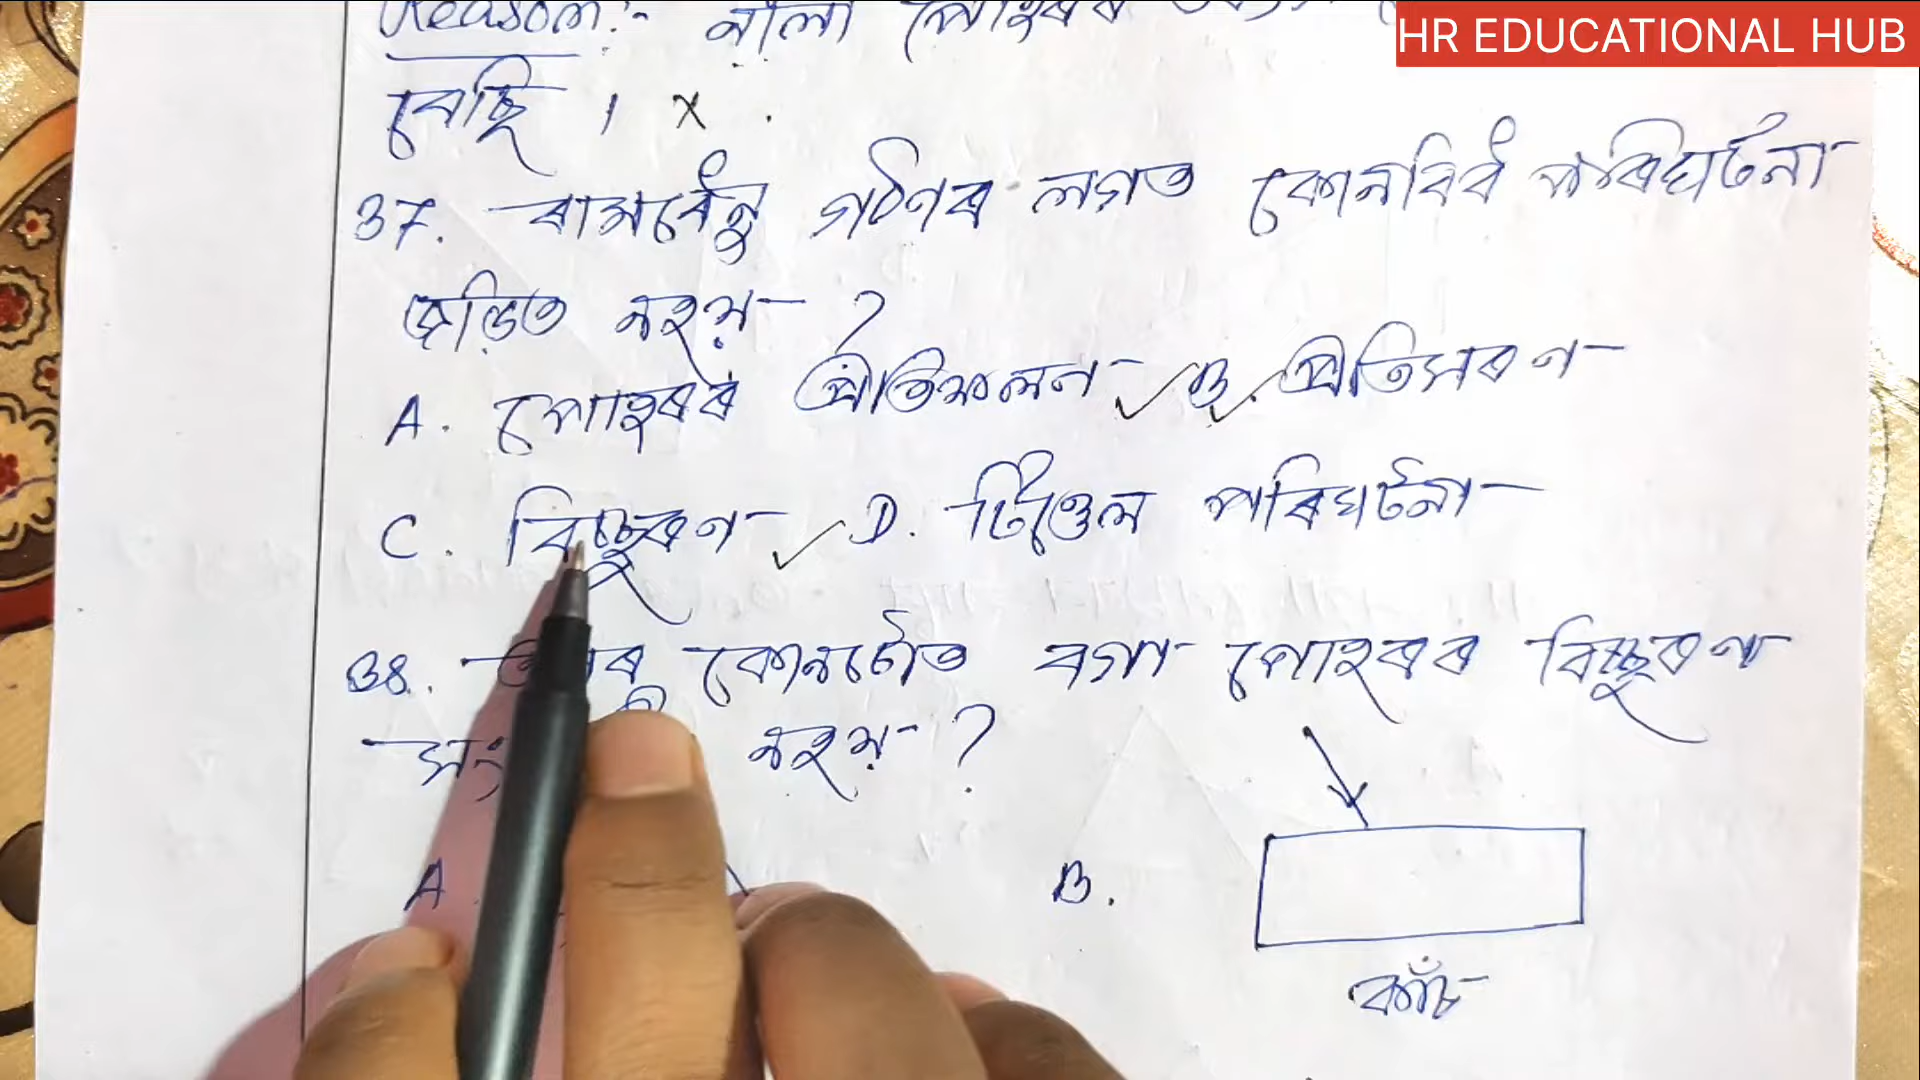 HR EDUCATIONAL HUB
Reason:- নীলা পোহৰৰ
বেছি । x
37. ৰামধেনু গঠনৰ লগত কোনবিধ পৰিঘটনা
জড়িত নহয় ?
A. পোহৰৰ প্ৰতিফলন ✓ B. ✓ প্ৰতিসৰণ
C. বিচ্ছুৰণ ✓ D. টিণ্ডেল পৰিঘটনা
38. কোনটোত বগা পোহৰৰ বিচ্ছুৰণ
নহয় ?
A B.
কাঁচ